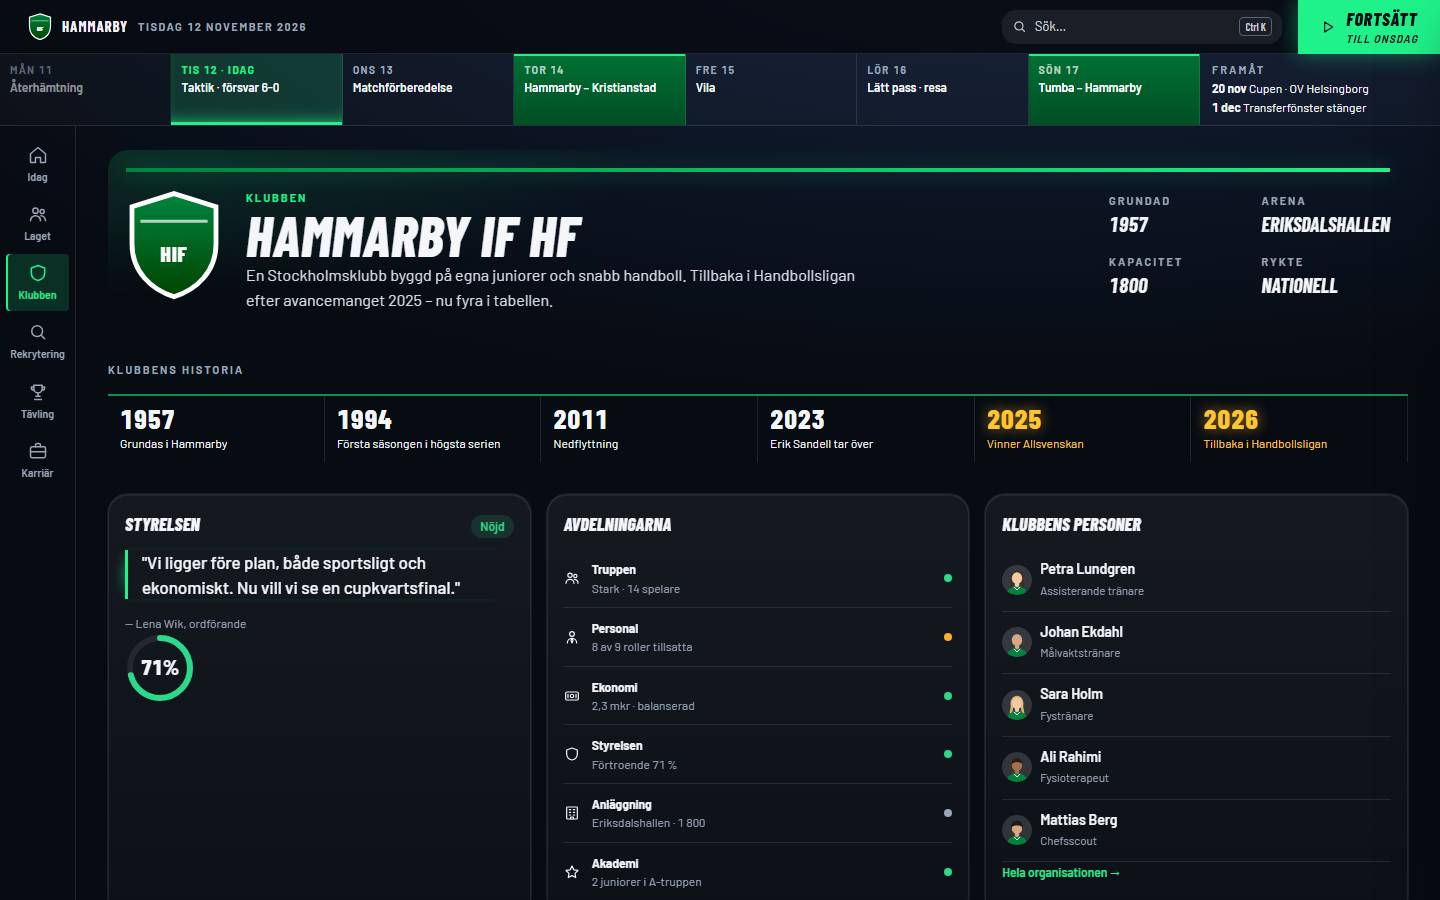 HAMMARBY TISDAG 12 NOVEMBER 2026
Sök...
Ctrl K
FORTSÄTT
TILL ONSDAG
MÅN 11
Återhämtning
TIS 12 · IDAG
Taktik · försvar 6-0
ONS 13
Matchförberedelse
TOR 14
Hammarby – Kristianstad
FRE 15
Vila
LÖR 16
Lätt pass · resa
SÖN 17
Tumba – Hammarby
FRAMÅT
20 nov Cupen · OV Helsingborg
1 dec Transferfönster stänger
Idag
Laget
Klubben
Rekrytering
Tävling
Karriär
HIF
KLUBBEN
HAMMARBY IF HF
En Stockholmsklubb byggd på egna juniorer och snabb handboll. Tillbaka i Handbollsligan
efter avancemanget 2025 – nu fyra i tabellen.
GRUNDAD
1957
ARENA
ERIKSDALSHALLEN
KAPACITET
1800
RYKTE
NATIONELL
KLUBBENS HISTORIA
1957
Grundas i Hammarby
1994
Första säsongen i högsta serien
2011
Nedflyttning
2023
Erik Sandell tar över
2025
Vinner Allsvenskan
2026
Tillbaka i Handbollsligan
STYRELSEN
Nöjd
"Vi ligger före plan, både sportsligt och
ekonomiskt. Nu vill vi se en cupkvartsfinal."
– Lena Wik, ordförande
71%
AVDELNINGARNA
Truppen
Stark · 14 spelare
Personal
8 av 9 roller tillsatta
Ekonomi
2,3 mkr · balanserad
Styrelsen
Förtroende 71 %
Anläggning
Eriksdalshallen · 1 800
Akademi
2 juniorer i A-truppen
KLUBBENS PERSONER
Petra Lundgren
Assisterande tränare
Johan Ekdahl
Målvaktstränare
Sara Holm
Fystränare
Ali Rahimi
Fysioterapeut
Mattias Berg
Chefsscout
Hela organisationen →